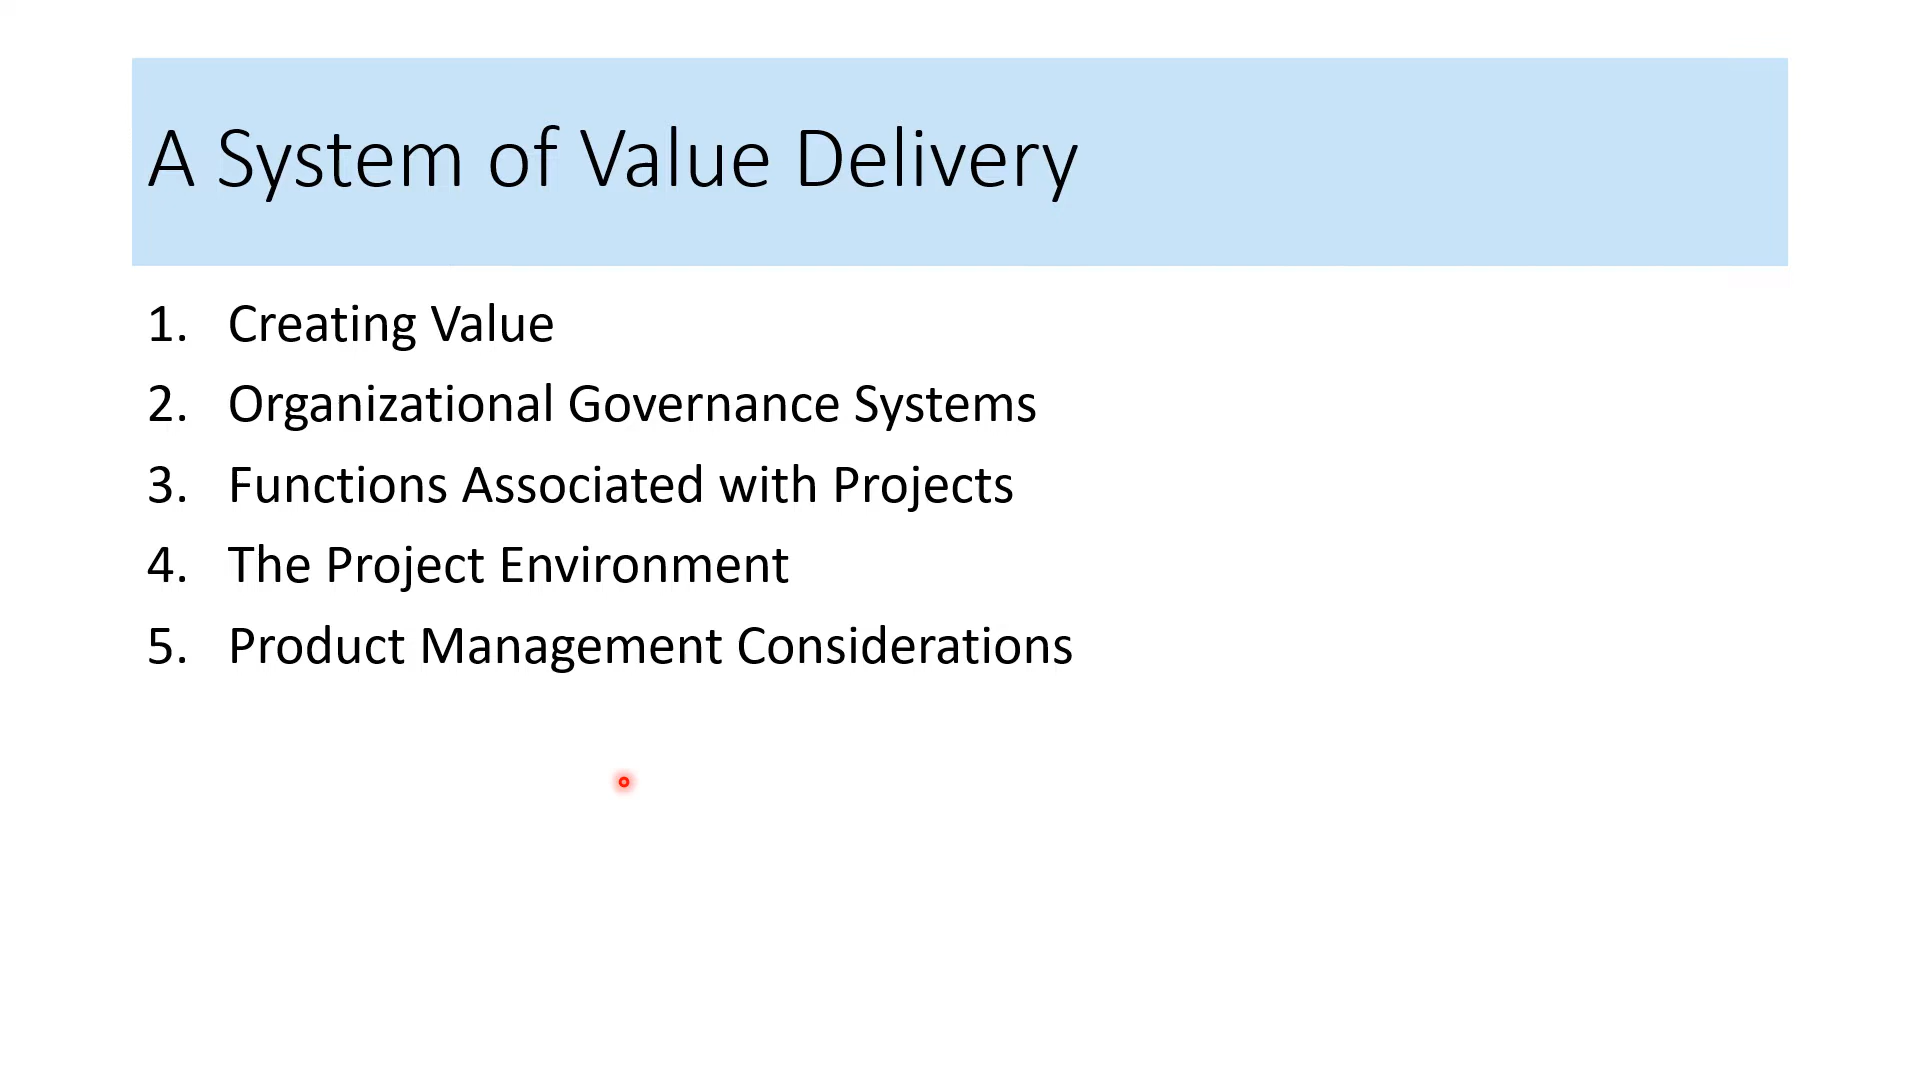 A System of Value Delivery
1. Creating Value
2. Organizational Governance Systems
3. Functions Associated with Projects
4. The Project Environment
5. Product Management Considerations